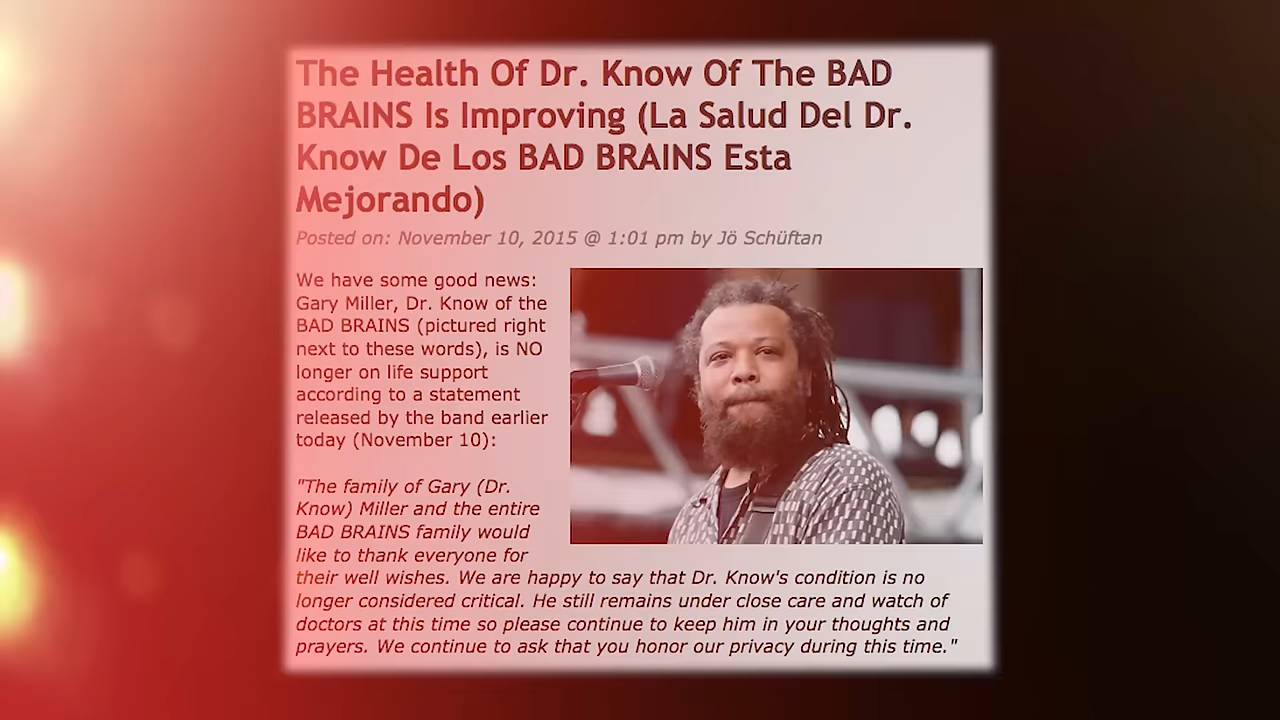 The Health Of Dr. Know Of The BAD
BRAINS Is Improving (La Salud Del Dr.
Know De Los BAD BRAINS Esta
Mejorando)
Posted on: November 10, 2015 @ 1:01 pm by Jö Schüftan
We have some good news:
Gary Miller, Dr. Know of the
BAD BRAINS (pictured right
next to these words), is NO
longer on life support
according to a statement
released by the band earlier
today (November 10):
"The family of Gary (Dr.
Know) Miller and the entire
BAD BRAINS family would
like to thank everyone for
their well wishes. We are happy to say that Dr. Know's condition is no
longer considered critical. He still remains under close care and watch of
doctors at this time so please continue to keep him in your thoughts and
prayers. We continue to ask that you honor our privacy during this time."